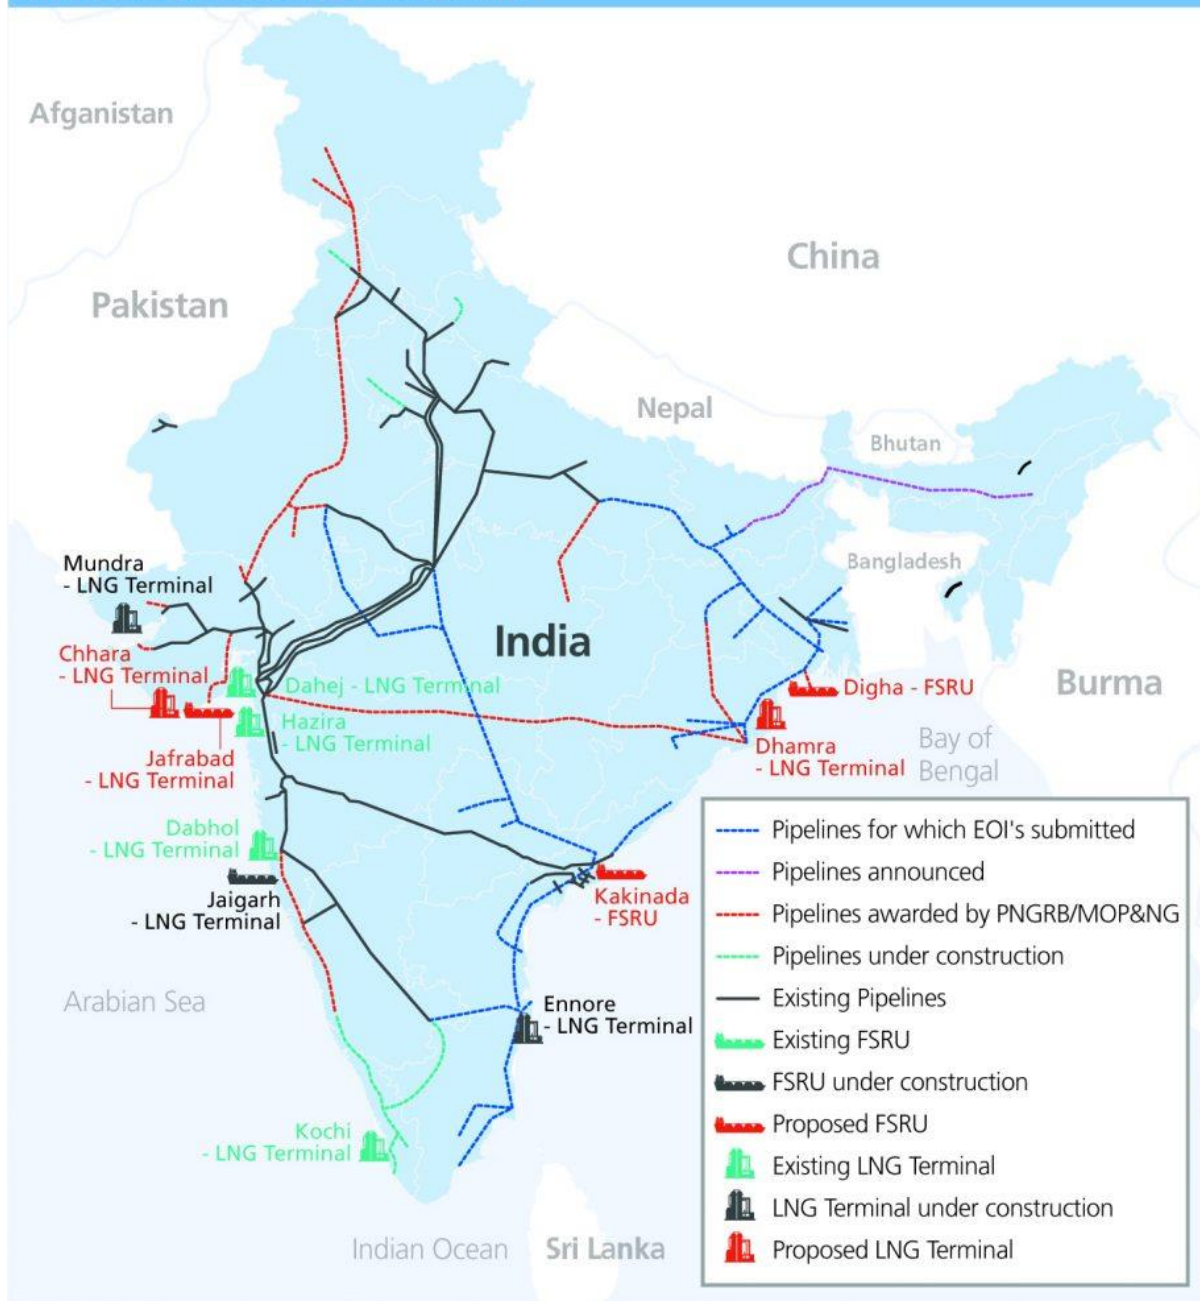 Afganistan
China
Pakistan
Nepal
Bhutan
Mundra
- LNG Terminal
Bangladesh
India
Chhara
- LNG Terminal
Burma
Dahej - LNG Terminal
Digha - FSRU
Hazira
- LNG Terminal
Jafrabad
- LNG Terminal
Dhamra
- LNG Terminal
Bay of
Bengal
Dabhol
- LNG Terminal
Jaigarh
- LNG Terminal
Kakinada
- FSRU
Arabian Sea
Ennore
- LNG Terminal
Kochi
- LNG Terminal
Indian Ocean
Sri Lanka
Pipelines for which EOI's submitted
Pipelines announced
Pipelines awarded by PNGRB/MOP&NG
Pipelines under construction
Existing Pipelines
Existing FSRU
FSRU under construction
Proposed FSRU
Existing LNG Terminal
LNG Terminal under construction
Proposed LNG Terminal